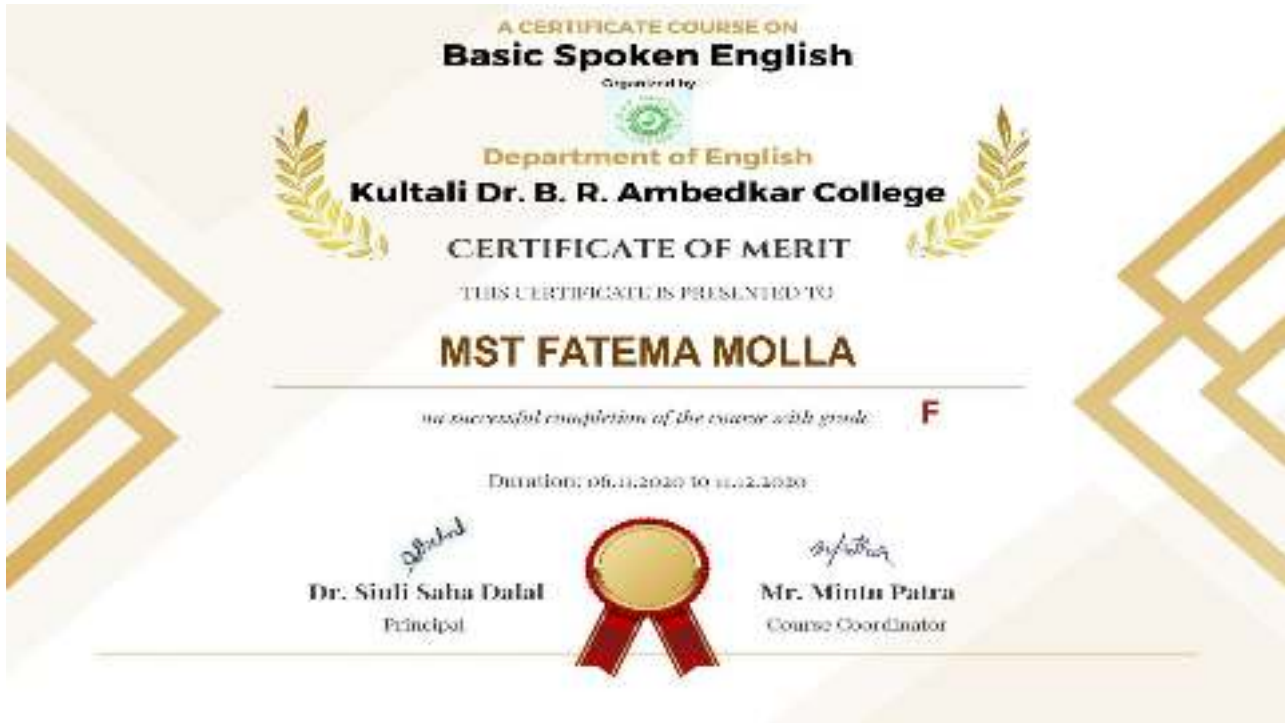 A CERTIFICATE COURSE ON
Basic Spoken English
Organized by
Department of English
Kultali Dr. B. R. Ambedkar College
CERTIFICATE OF MERIT
THIS CERTIFICATE IS PRESENTED TO
MST FATEMA MOLLA
on successful completion of the course with grade F
Duration: 06.11.2020 to 11.12.2020
Dr. Siuli Saha Dalal Mr. Mintu Patra
Principal Course Coordinator